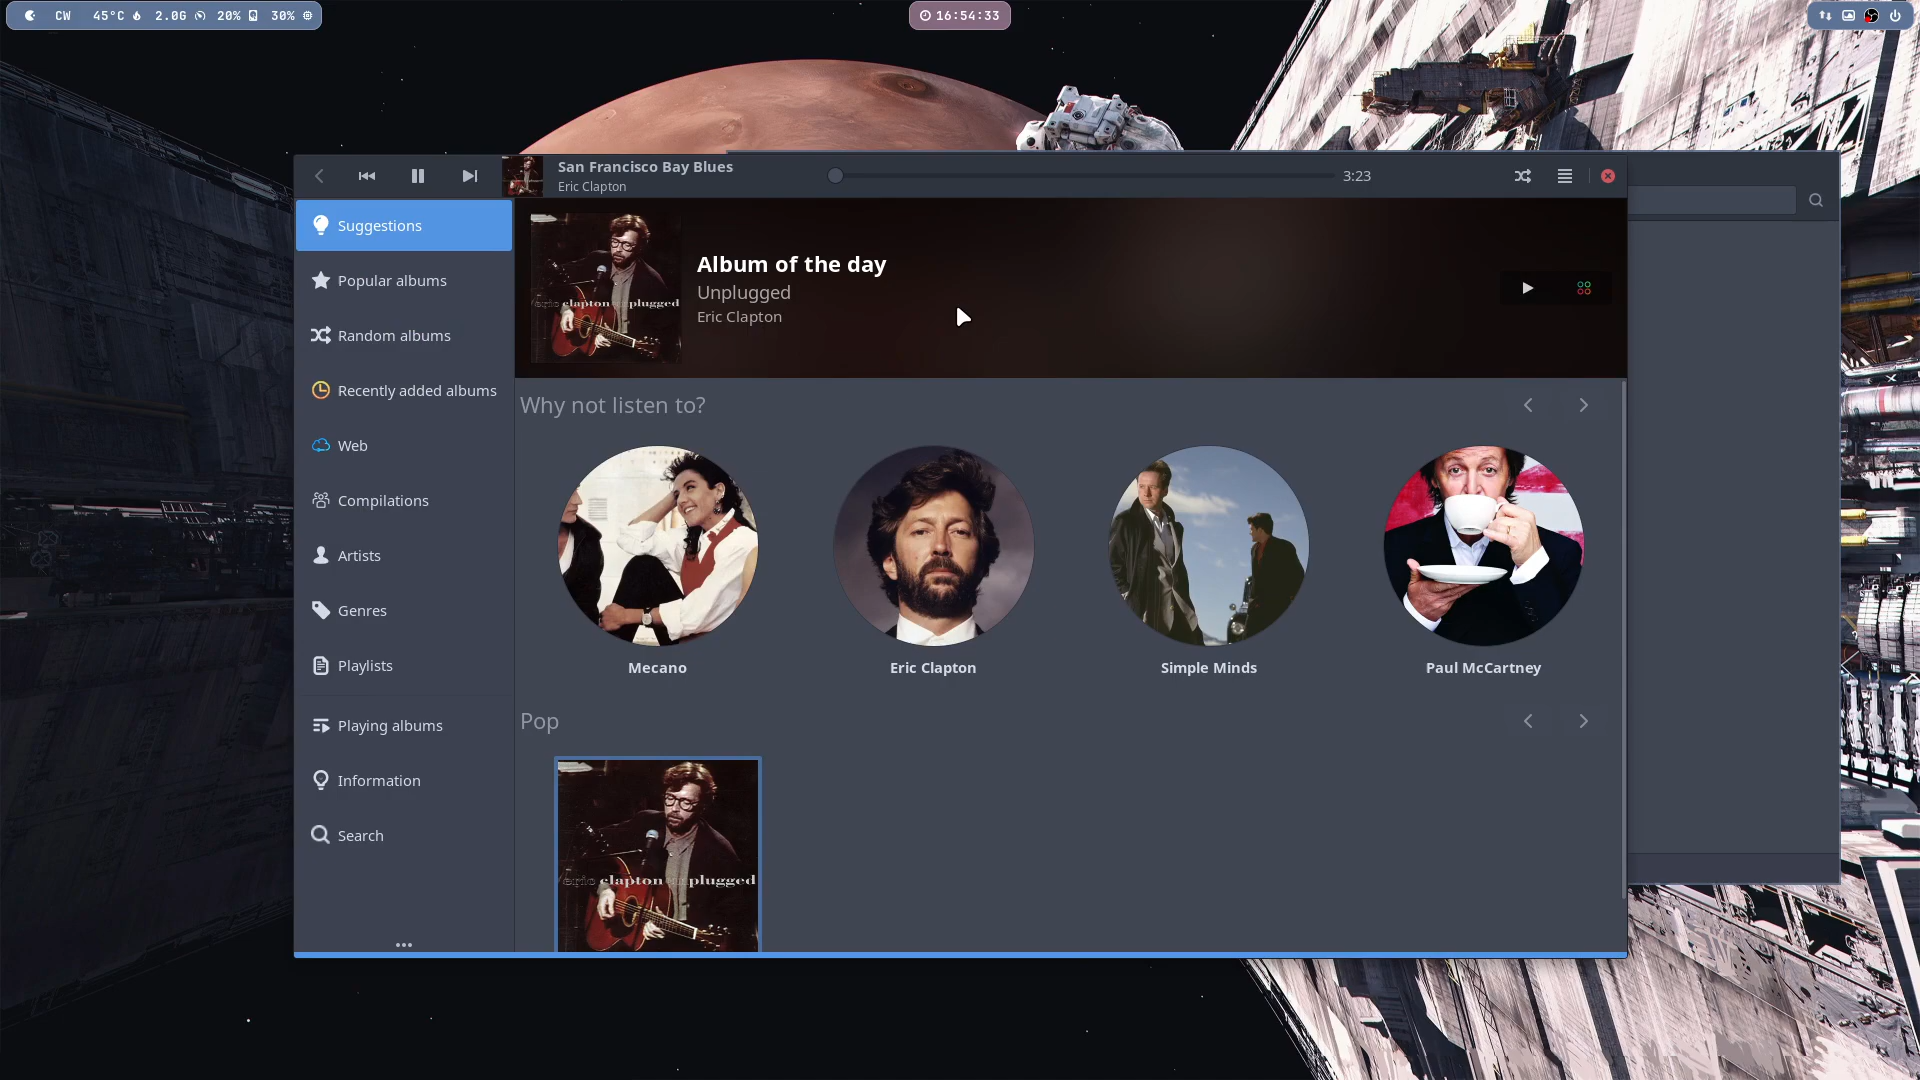 CW 45°C 2.0G 20% 30%
16:54:33
San Francisco Bay Blues
Eric Clapton
3:23
Suggestions
Popular albums
Random albums
Recently added albums
Web
Compilations
Artists
Genres
Playlists
Playing albums
Information
Search
eric clapton unplugged
Album of the day
Unplugged
Eric Clapton
Why not listen to?
Mecano
Eric Clapton
Simple Minds
Paul McCartney
Pop
eric clapton unplugged